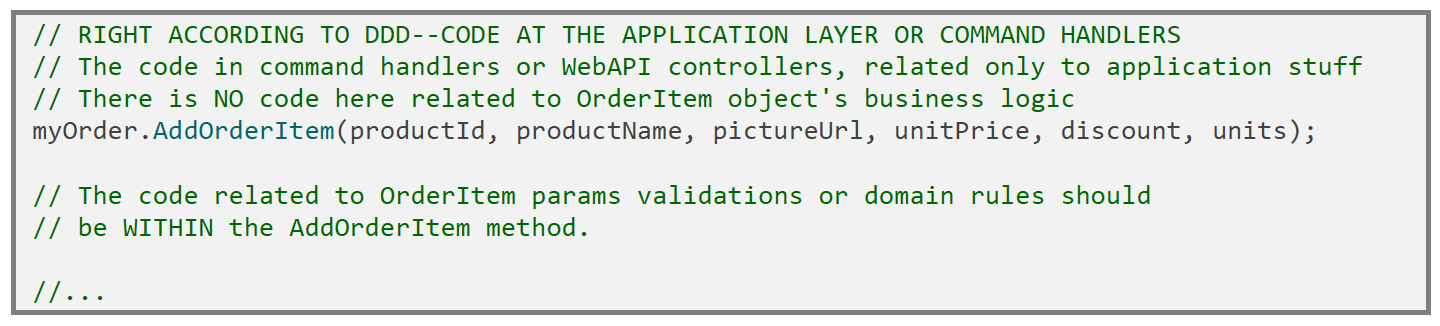 // RIGHT ACCORDING TO DDD--CODE AT THE APPLICATION LAYER OR COMMAND HANDLERS
// The code in command handlers or WebAPI controllers, related only to application stuff
// There is NO code here related to OrderItem object's business logic
myOrder.AddOrderItem(productId, productName, pictureUrl, unitPrice, discount, units);
// The code related to OrderItem params validations or domain rules should
// be WITHIN the AddOrderItem method.
//...